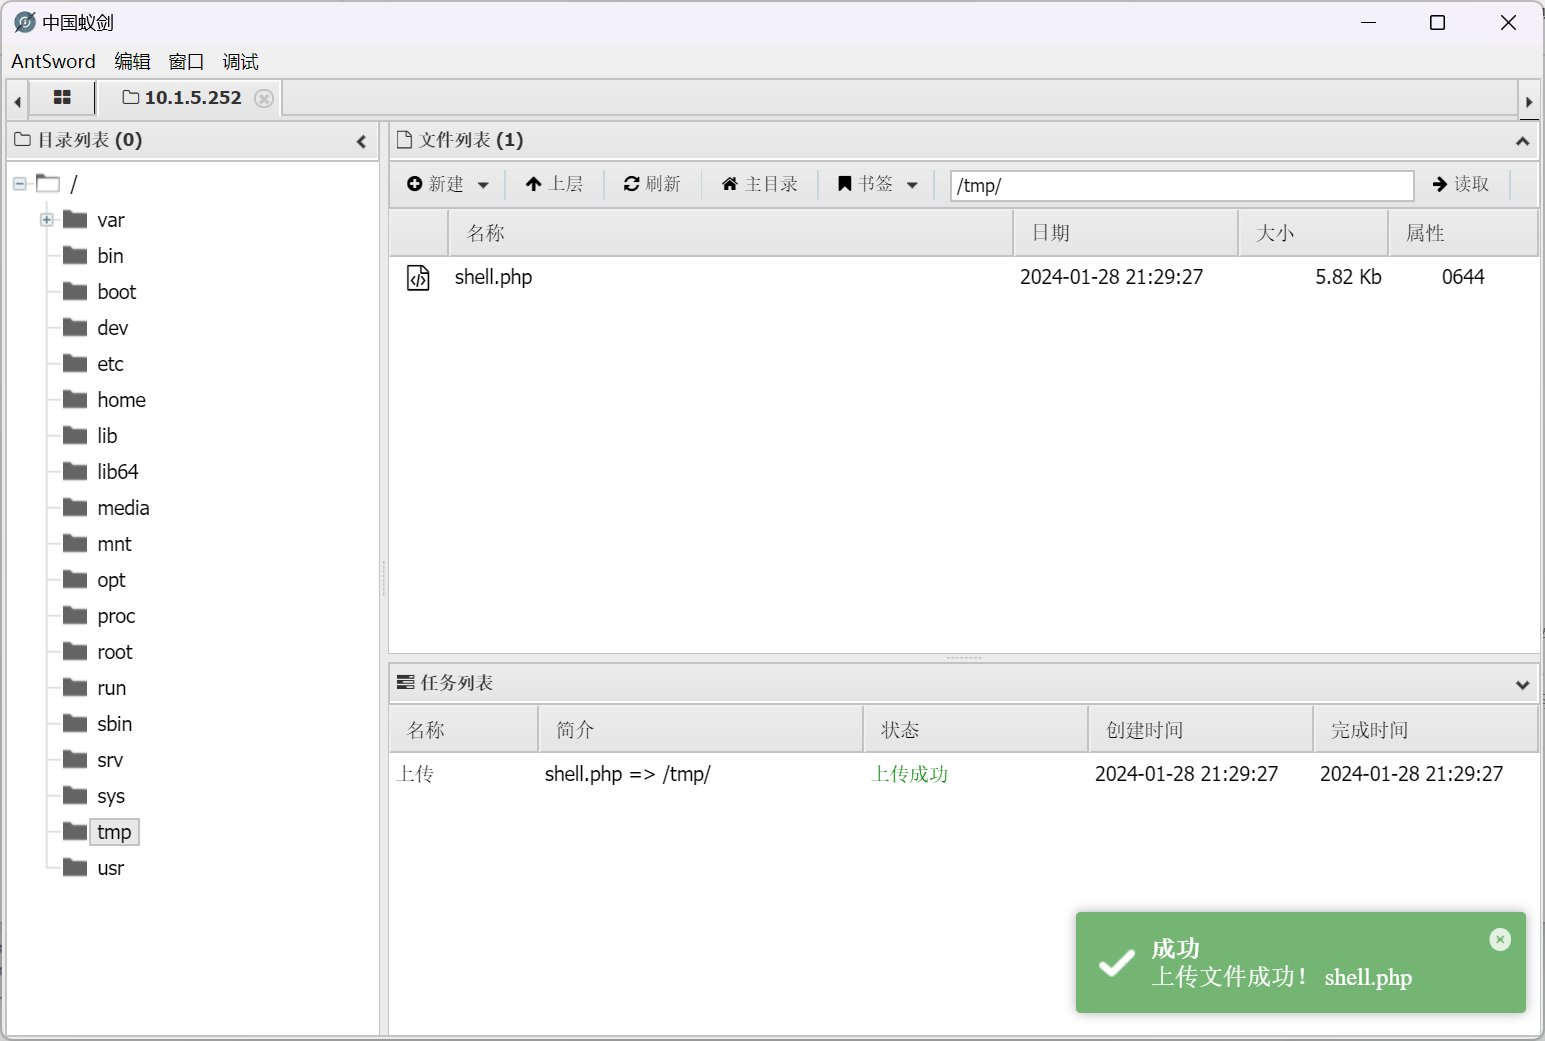 中国蚁剑
AntSword 编辑 窗口 调试
10.1.5.252
目录列表 (0)
/
var
bin
boot
dev
etc
home
lib
lib64
media
mnt
opt
proc
root
run
sbin
srv
sys
tmp
usr
文件列表 (1)
新建 上层 刷新 主目录 书签 /tmp/ 读取
名称 日期 大小 属性
shell.php 2024-01-28 21:29:27 5.82 Kb 0644
任务列表
名称 简介 状态 创建时间 完成时间
上传 shell.php => /tmp/ 上传成功 2024-01-28 21:29:27 2024-01-28 21:29:27
成功
上传文件成功！ shell.php